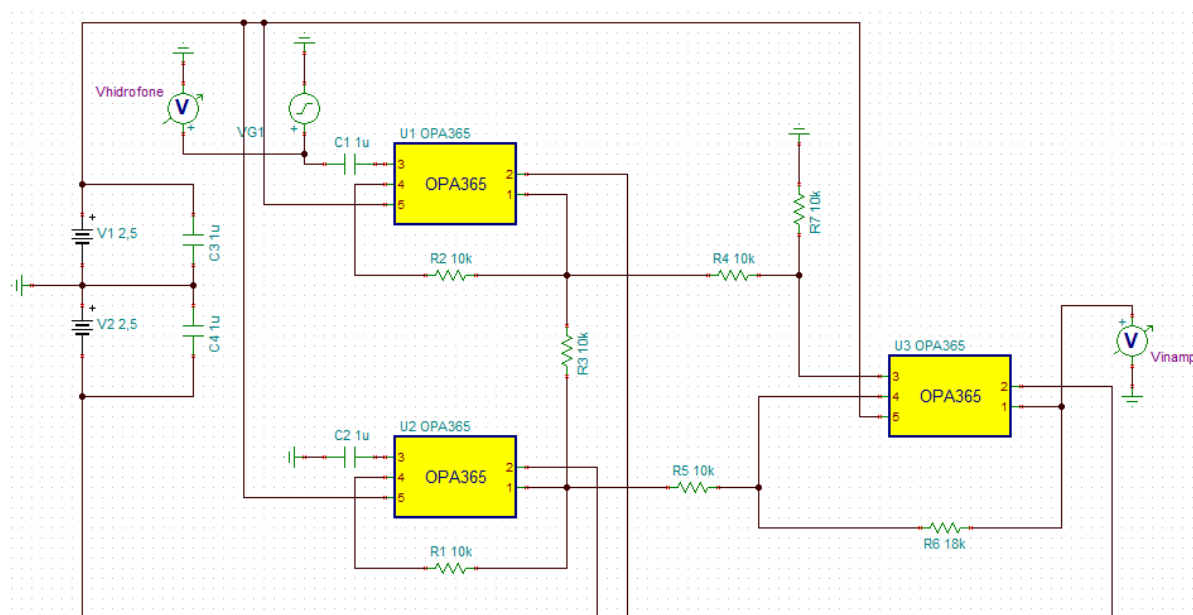 Vhidrofone
V
+
VG1
+
C1 1u
U1 OPA365
3
4
5
OPA365
2
1
R7 10k
V1 2,5
+
C3 1u
R2 10k
R4 10k
V2 2,5
+
C4 1u
R3 10k
U3 OPA365
3
4
5
OPA365
2
1
+
V
Vinamp
C2 1u
U2 OPA365
3
4
5
OPA365
2
1
R5 10k
R6 18k
R1 10k